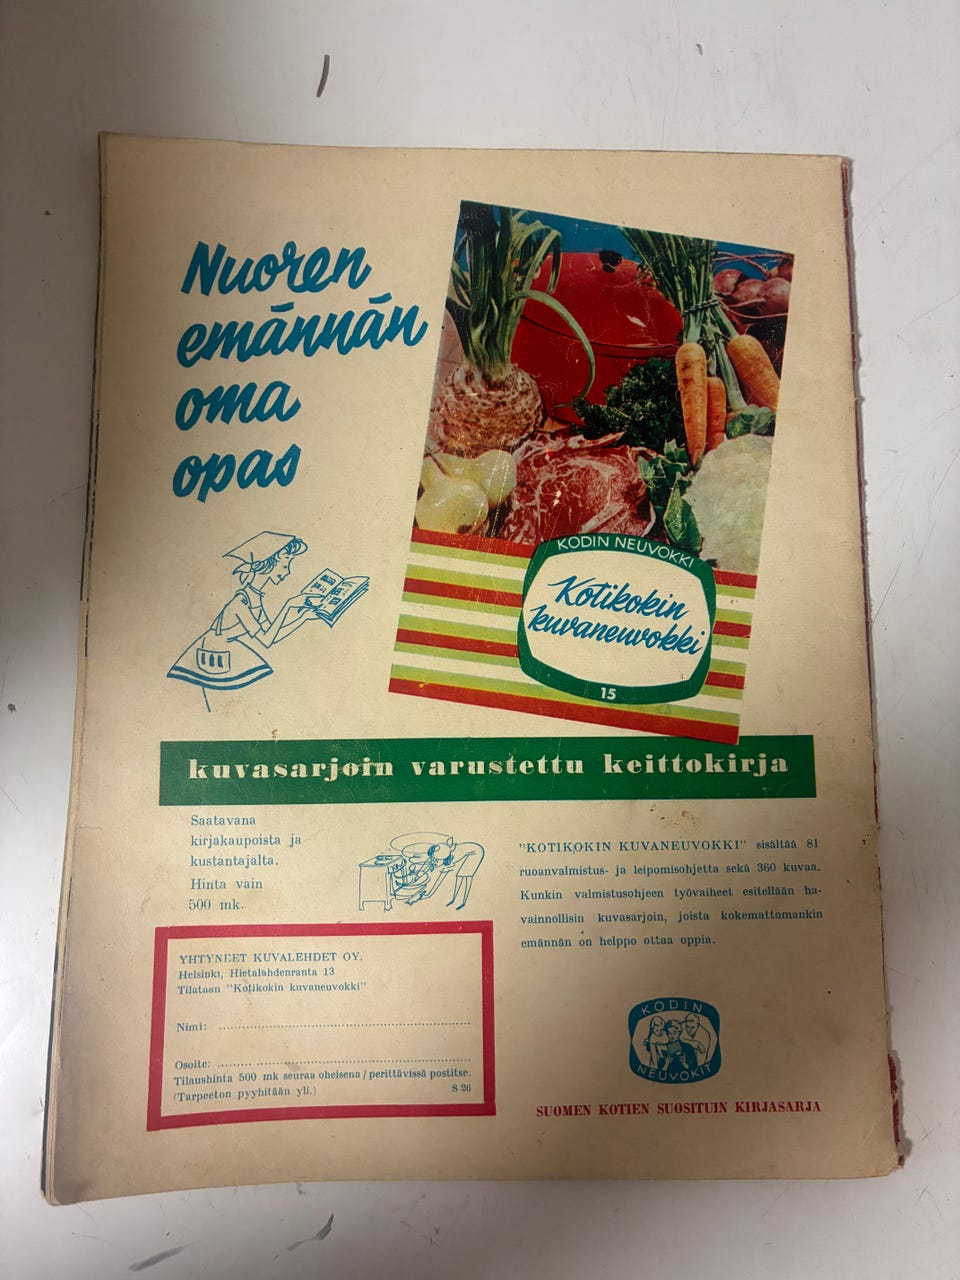 Nuoren
emännän
oma
opas
KODIN NEUVOKKI
Kotikokin
kuvaneuvokki
15
kuvasarjoin varustettu keittokirja
Saatavana
kirjakaupoista ja
kustantajalta.
Hinta vain
500 mk.
"KOTIKOKIN KUVANEUVOKKI" sisältää 81
ruoanvalmistus- ja leipomisohjetta sekä 360 kuvaa.
Kunkin valmistusohjeen työvaiheet esitellään ha-
vainnollisin kuvasarjoin, joista kokemattomankin
emännän on helppo ottaa oppia.
YHTYNEET KUVALEHDET OY,
Helsinki, Hietalahdenranta 13
Tilataan "Kotikokin kuvaneuvokki"
Nimi:
Osoite:
Tilaushinta 500 mk seuraa oheisena / perittävissä postitse.
(Tarpeeton pyyhitään yli.) S 26
KODIN
NEUVOKIT
SUOMEN KOTIEN SUOSITUIN KIRJASARJA